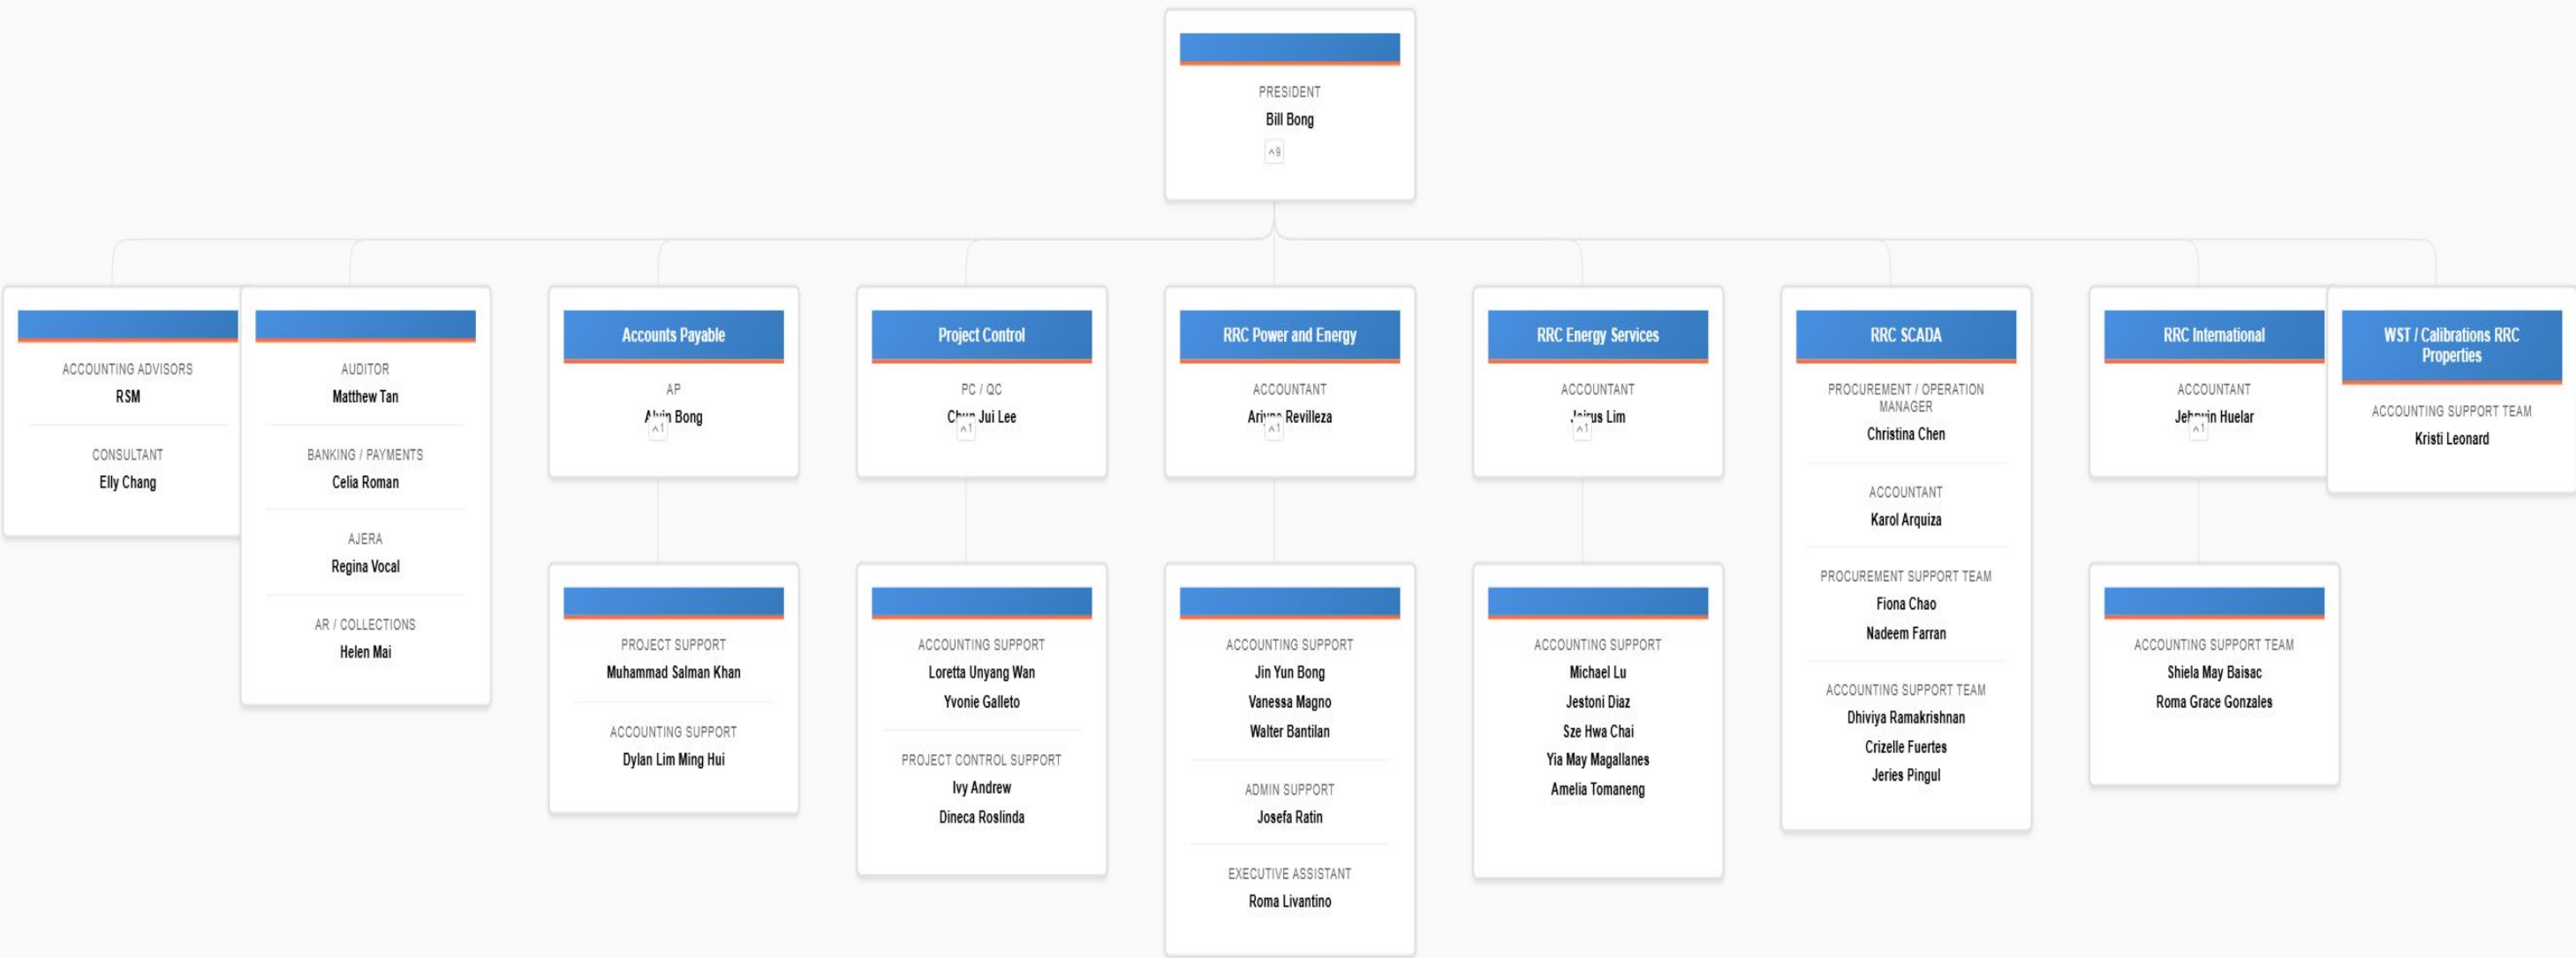 PRESIDENT
Bill Bong
^9
ACCOUNTING ADVISORS
RSM
CONSULTANT
Elly Chang
AUDITOR
Matthew Tan
BANKING / PAYMENTS
Celia Roman
AJERA
Regina Vocal
AR / COLLECTIONS
Helen Mai
Accounts Payable
AP
Bong
^1
PROJECT SUPPORT
Muhammad Salman Khan
ACCOUNTING SUPPORT
Dylan Lim Ming Hui
Project Control
PC / QC
Jui Lee
^1
ACCOUNTING SUPPORT
Loretta Unyang Wan
Yvonie Galleto
PROJECT CONTROL SUPPORT
Ivy Andrew
Dineca Roslinda
RRC Power and Energy
ACCOUNTANT
Revilleza
^1
ACCOUNTING SUPPORT
Jin Yun Bong
Vanessa Magno
Walter Bantilan
ADMIN SUPPORT
Josefa Ratin
EXECUTIVE ASSISTANT
Roma Livantino
RRC Energy Services
ACCOUNTANT
Lim
^1
ACCOUNTING SUPPORT
Michael Lu
Jestoni Diaz
Sze Hwa Chai
Yia May Magallanes
Amelia Tomaneng
RRC SCADA
PROCUREMENT / OPERATION
MANAGER
Christina Chen
ACCOUNTANT
Karol Arquiza
PROCUREMENT SUPPORT TEAM
Fiona Chao
Nadeem Farran
ACCOUNTING SUPPORT TEAM
Dhiviya Ramakrishnan
Crizelle Fuertes
Jeries Pingul
RRC International
ACCOUNTANT
Huelar
^1
ACCOUNTING SUPPORT TEAM
Shiela May Baisac
Roma Grace Gonzales
WST / Calibrations RRC
Properties
ACCOUNTING SUPPORT TEAM
Kristi Leonard